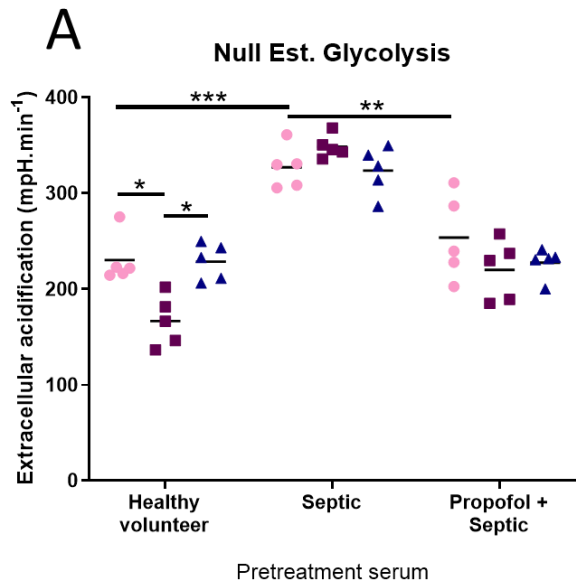 A
Null Est. Glycolysis
Extracellular acidification (mpH.min⁻¹)
400
300
200
100
0
***
**
*
*
Healthy
volunteer
Septic
Propofol +
Septic
Pretreatment serum